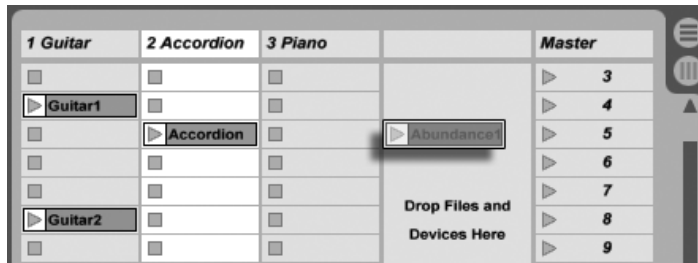 1 Guitar 2 Accordion 3 Piano Master
3
Guitar1 4
Accordion Abundance1 5
6
7
Drop Files and
Guitar2 8
Devices Here
9